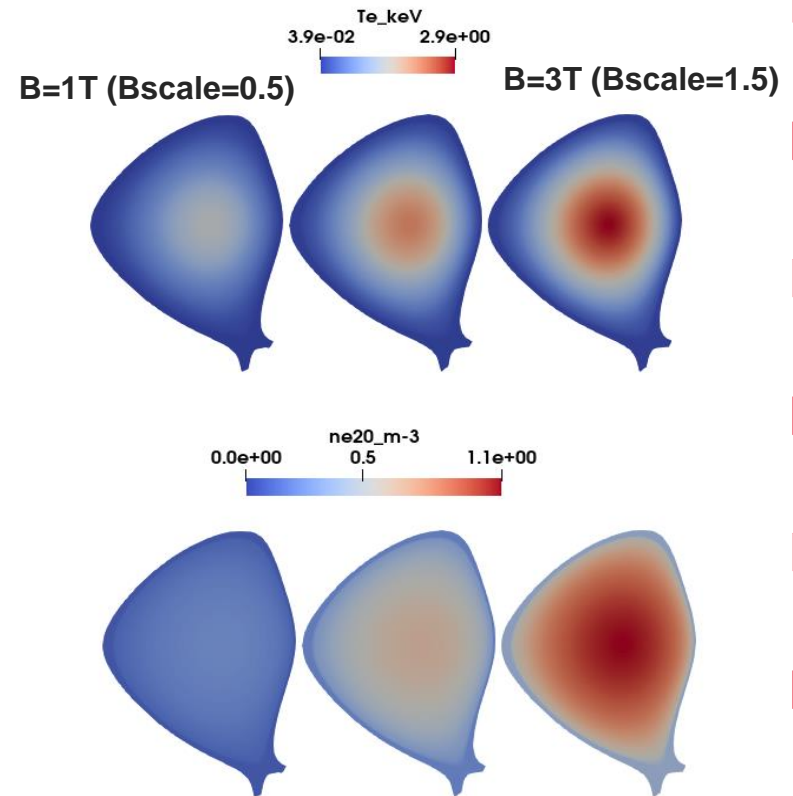 Te_keV
3.9e-02 2.9e+00
B=1T (Bscale=0.5) B=3T (Bscale=1.5)
ne20_m-3
0.0e+00 0.5 1.1e+00